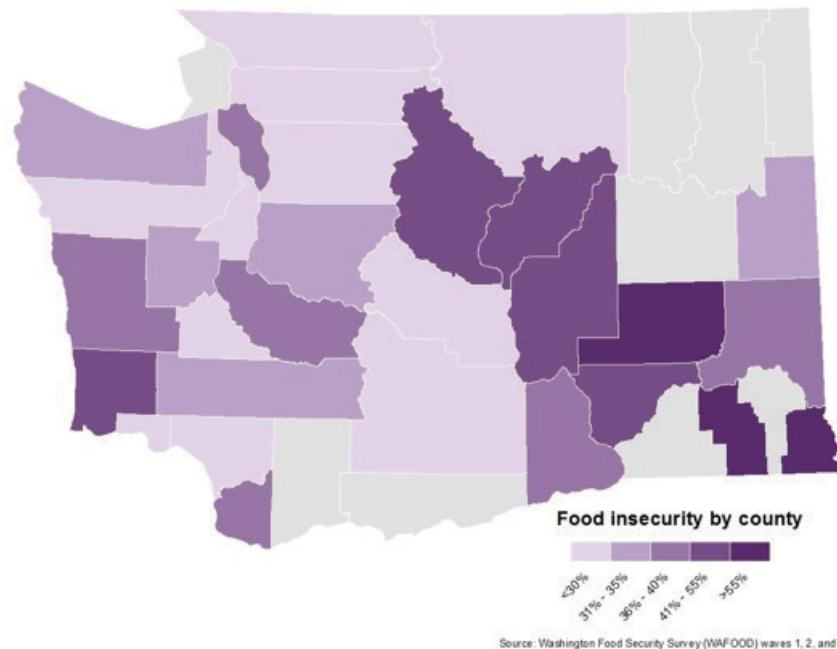 Food insecurity by county
<30%
31% - 35%
36% - 40%
41% - 55%
>55%
Source: Washington Food Security Survey (WAFOOD) waves 1, 2, and